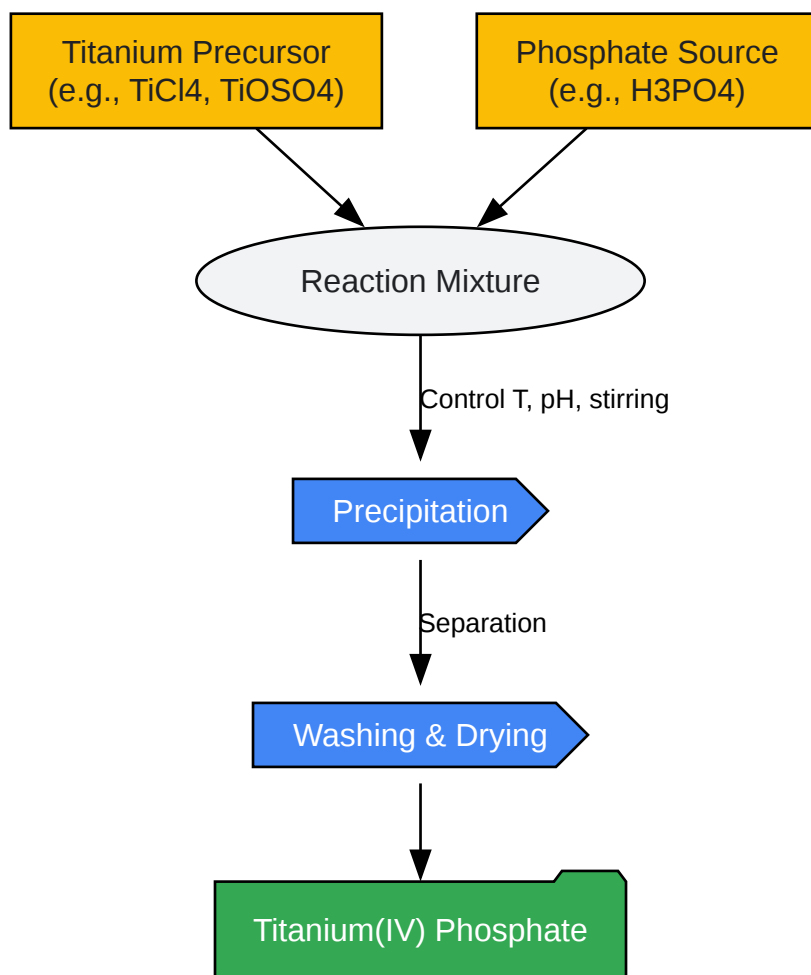 Titanium Precursor
(e.g., TiCl4, TiOSO4)
Phosphate Source
(e.g., H3PO4)
Reaction Mixture
Control T, pH, stirring
Precipitation
Separation
Washing & Drying
Titanium(IV) Phosphate